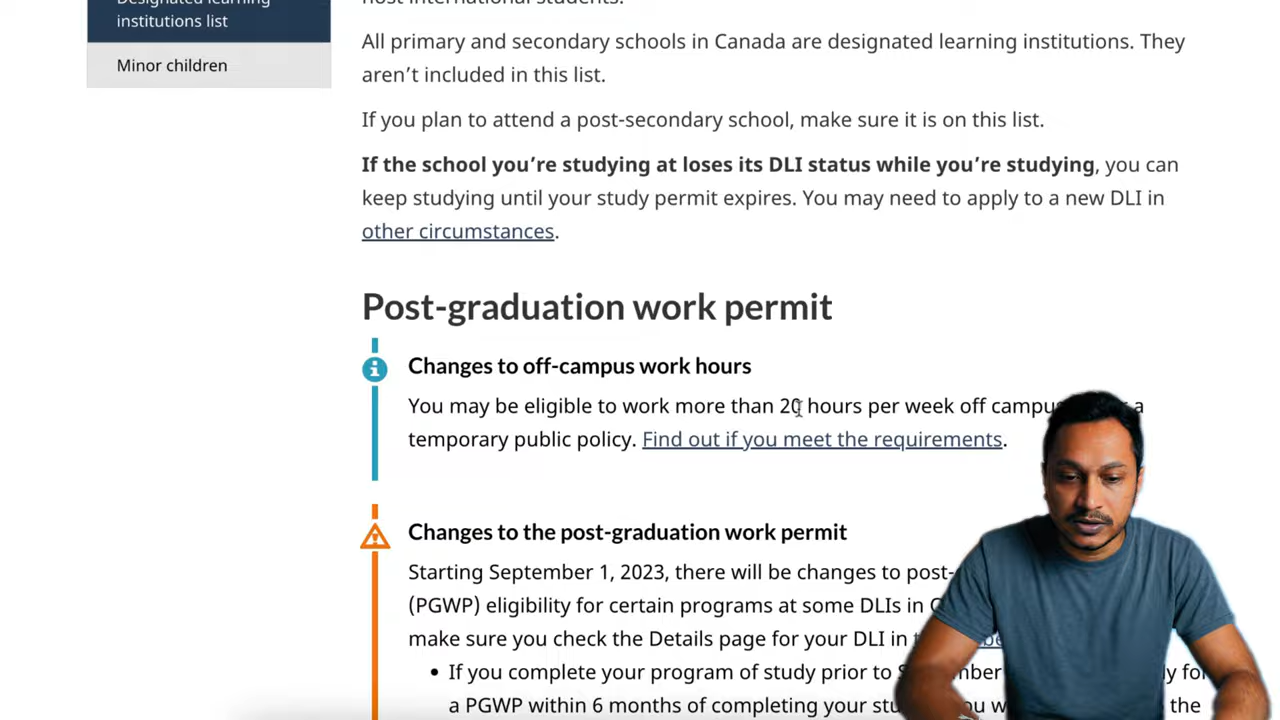 Designated learning
institutions list
Minor children
host international students.
All primary and secondary schools in Canada are designated learning institutions. They
aren't included in this list.
If you plan to attend a post-secondary school, make sure it is on this list.
If the school you're studying at loses its DLI status while you're studying, you can
keep studying until your study permit expires. You may need to apply to a new DLI in
other circumstances.
Post-graduation work permit
Changes to off-campus work hours
You may be eligible to work more than 20 hours per week off campus a
temporary public policy. Find out if you meet the requirements.
Changes to the post-graduation work permit
Starting September 1, 2023, there will be changes to post-
(PGWP) eligibility for certain programs at some DLIs in
make sure you check the Details page for your DLI in
• If you complete your program of study prior to for
a PGWP within 6 months of completing your the